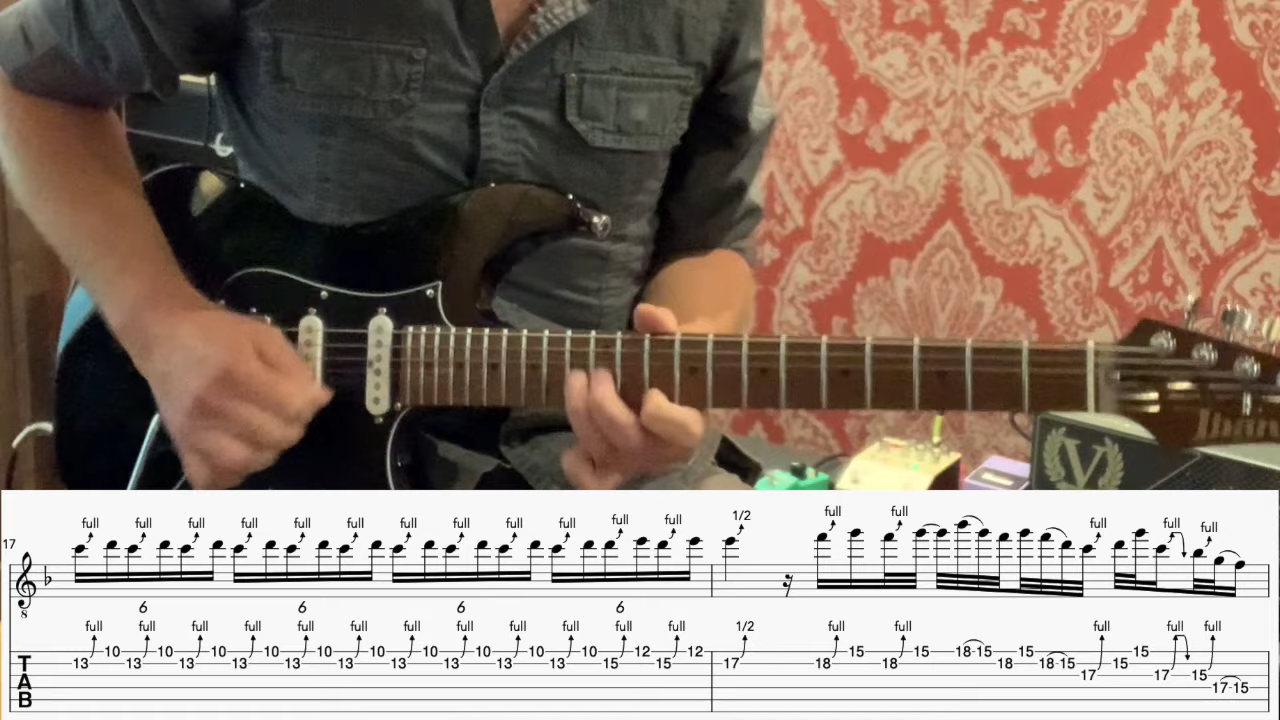 V
Iban
1/2
full full
full full full full full full full full full full full full full full
17
8
6 6 6 6
full full full full full full full full full full full full 1/2 full full full full full
10 10 10 10 10 10 10 10 10 10 12 12 15 15 18 15 15 15
T 13 13 13 13 13 13 13 13 13 13 15 15 17 18 18 18 18 15 15
A 17 17 15
B 17 15